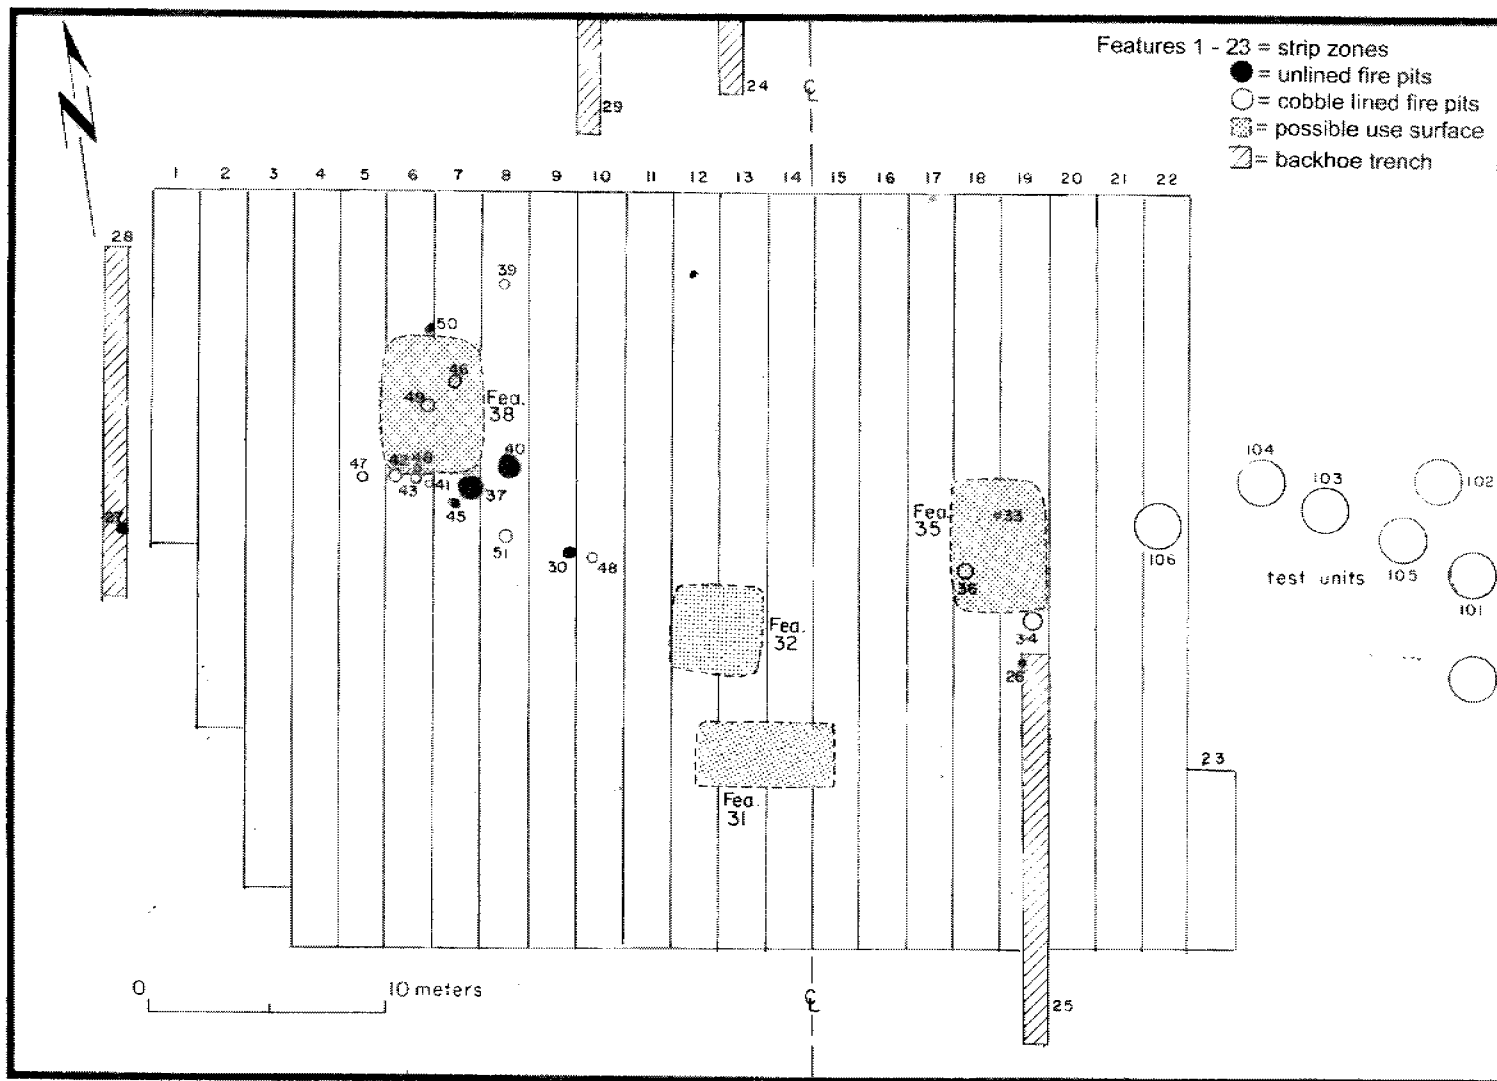 Features 1 - 23 = strip zones
= unlined fire pits
= cobble lined fire pits
= possible use surface
= backhoe trench
N
29
24
℄
1 2 3 4 5 6 7 8 9 10 11 12 13 14 15 16 17 18 19 20 21 22
28
39
50
46
49
Fea.
38
40
47
42
43
41
37
45
51
30
48
27
Fea.
35
33
36
34
26
Fea.
32
Fea.
31
104
103
102
106
105
101
test units
23
25
0
10 meters
℄